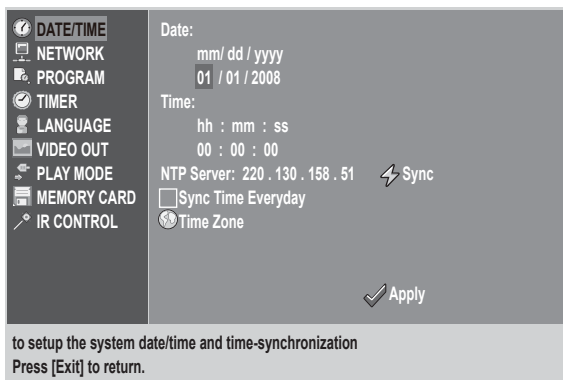 DATE/TIME
NETWORK
PROGRAM
TIMER
LANGUAGE
VIDEO OUT
PLAY MODE
MEMORY CARD
IR CONTROL
Date:
mm/ dd / yyyy
01 / 01 / 2008
Time:
hh : mm : ss
00 : 00 : 00
NTP Server: 220 . 130 . 158 . 51 Sync
Sync Time Everyday
Time Zone
Apply
to setup the system date/time and time-synchronization
Press [Exit] to return.